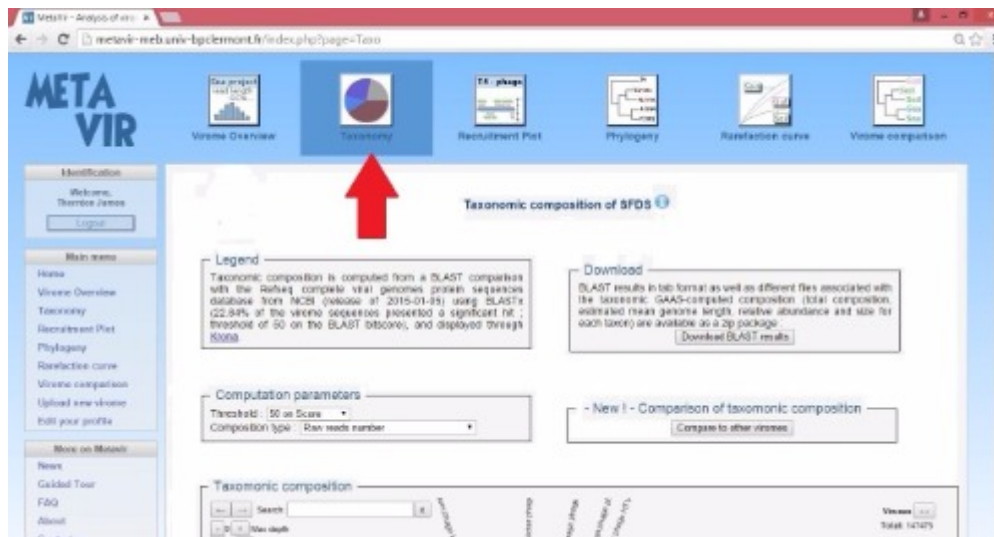 MetaVir - Analysis of viro
metavir-meb.univ-bpclermont.fr/index.php?page=Taxo
META
VIR
Virome Overview
Taxonomy
Recruitment Plot
Phylogeny
Rarefaction curve
Virome comparison
Identification
Welcome,
James
Logout
Main menu
Home
Virome Overview
Taxonomy
Recruitment Plot
Phylogeny
Rarefaction curve
Virome comparison
Upload new virome
Edit your profile
More on Metavir
News
Guided Tour
FAQ
About
Taxonomic composition of SFDS
Legend
Taxonomic composition is computed from a BLAST comparison
with the Refseq complete viral genomes protein sequences
database from NCBI (release of 2015-01-05) using BLASTx
(22.84% of the virome sequences presented a significant hit ;
threshold of 50 on the BLAST bitscore), and displayed through
Krona.
Download
BLAST results in tab format as well as different files associated with
the taxonomic GAAS-computed composition (total composition,
estimated mean genome length, relative abundance and size for
each taxon) are available as a zip package
Download BLAST results
Computation parameters
Threshold : 50 on Score
Composition type : Raw reads number
- New ! - Comparison of taxomonic composition
Compare to other viromes
Taxomonic composition
Search
Max depth
Viruses
Total: 147475